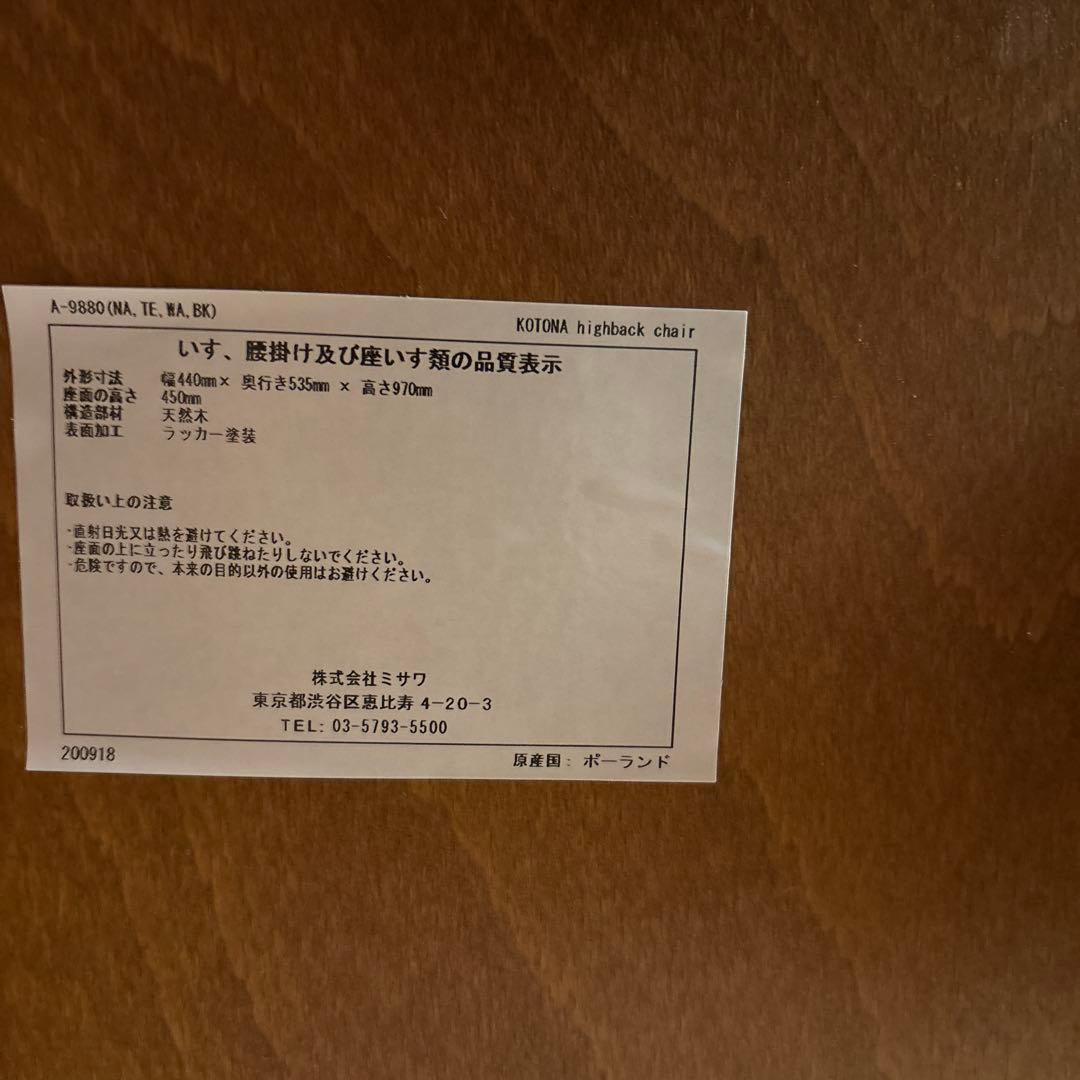 A-9880(NA,TE,WA,BK)
KOTONA highback chair
いす、腰掛け及び座いす類の品質表示
外形寸法 幅440mm× 奥行き535mm × 高さ970mm
座面の高さ 450mm
構造部材 天然木
表面加工 ラッカー塗装
取扱い上の注意
・直射日光又は熱を避けてください。
・座面の上に立ったり飛び跳ねたりしないでください。
・危険ですので、本来の目的以外の使用はお避けください。
株式会社ミサワ
東京都渋谷区恵比寿 4-20-3
TEL: 03-5793-5500
200918
原産国: ポーランド